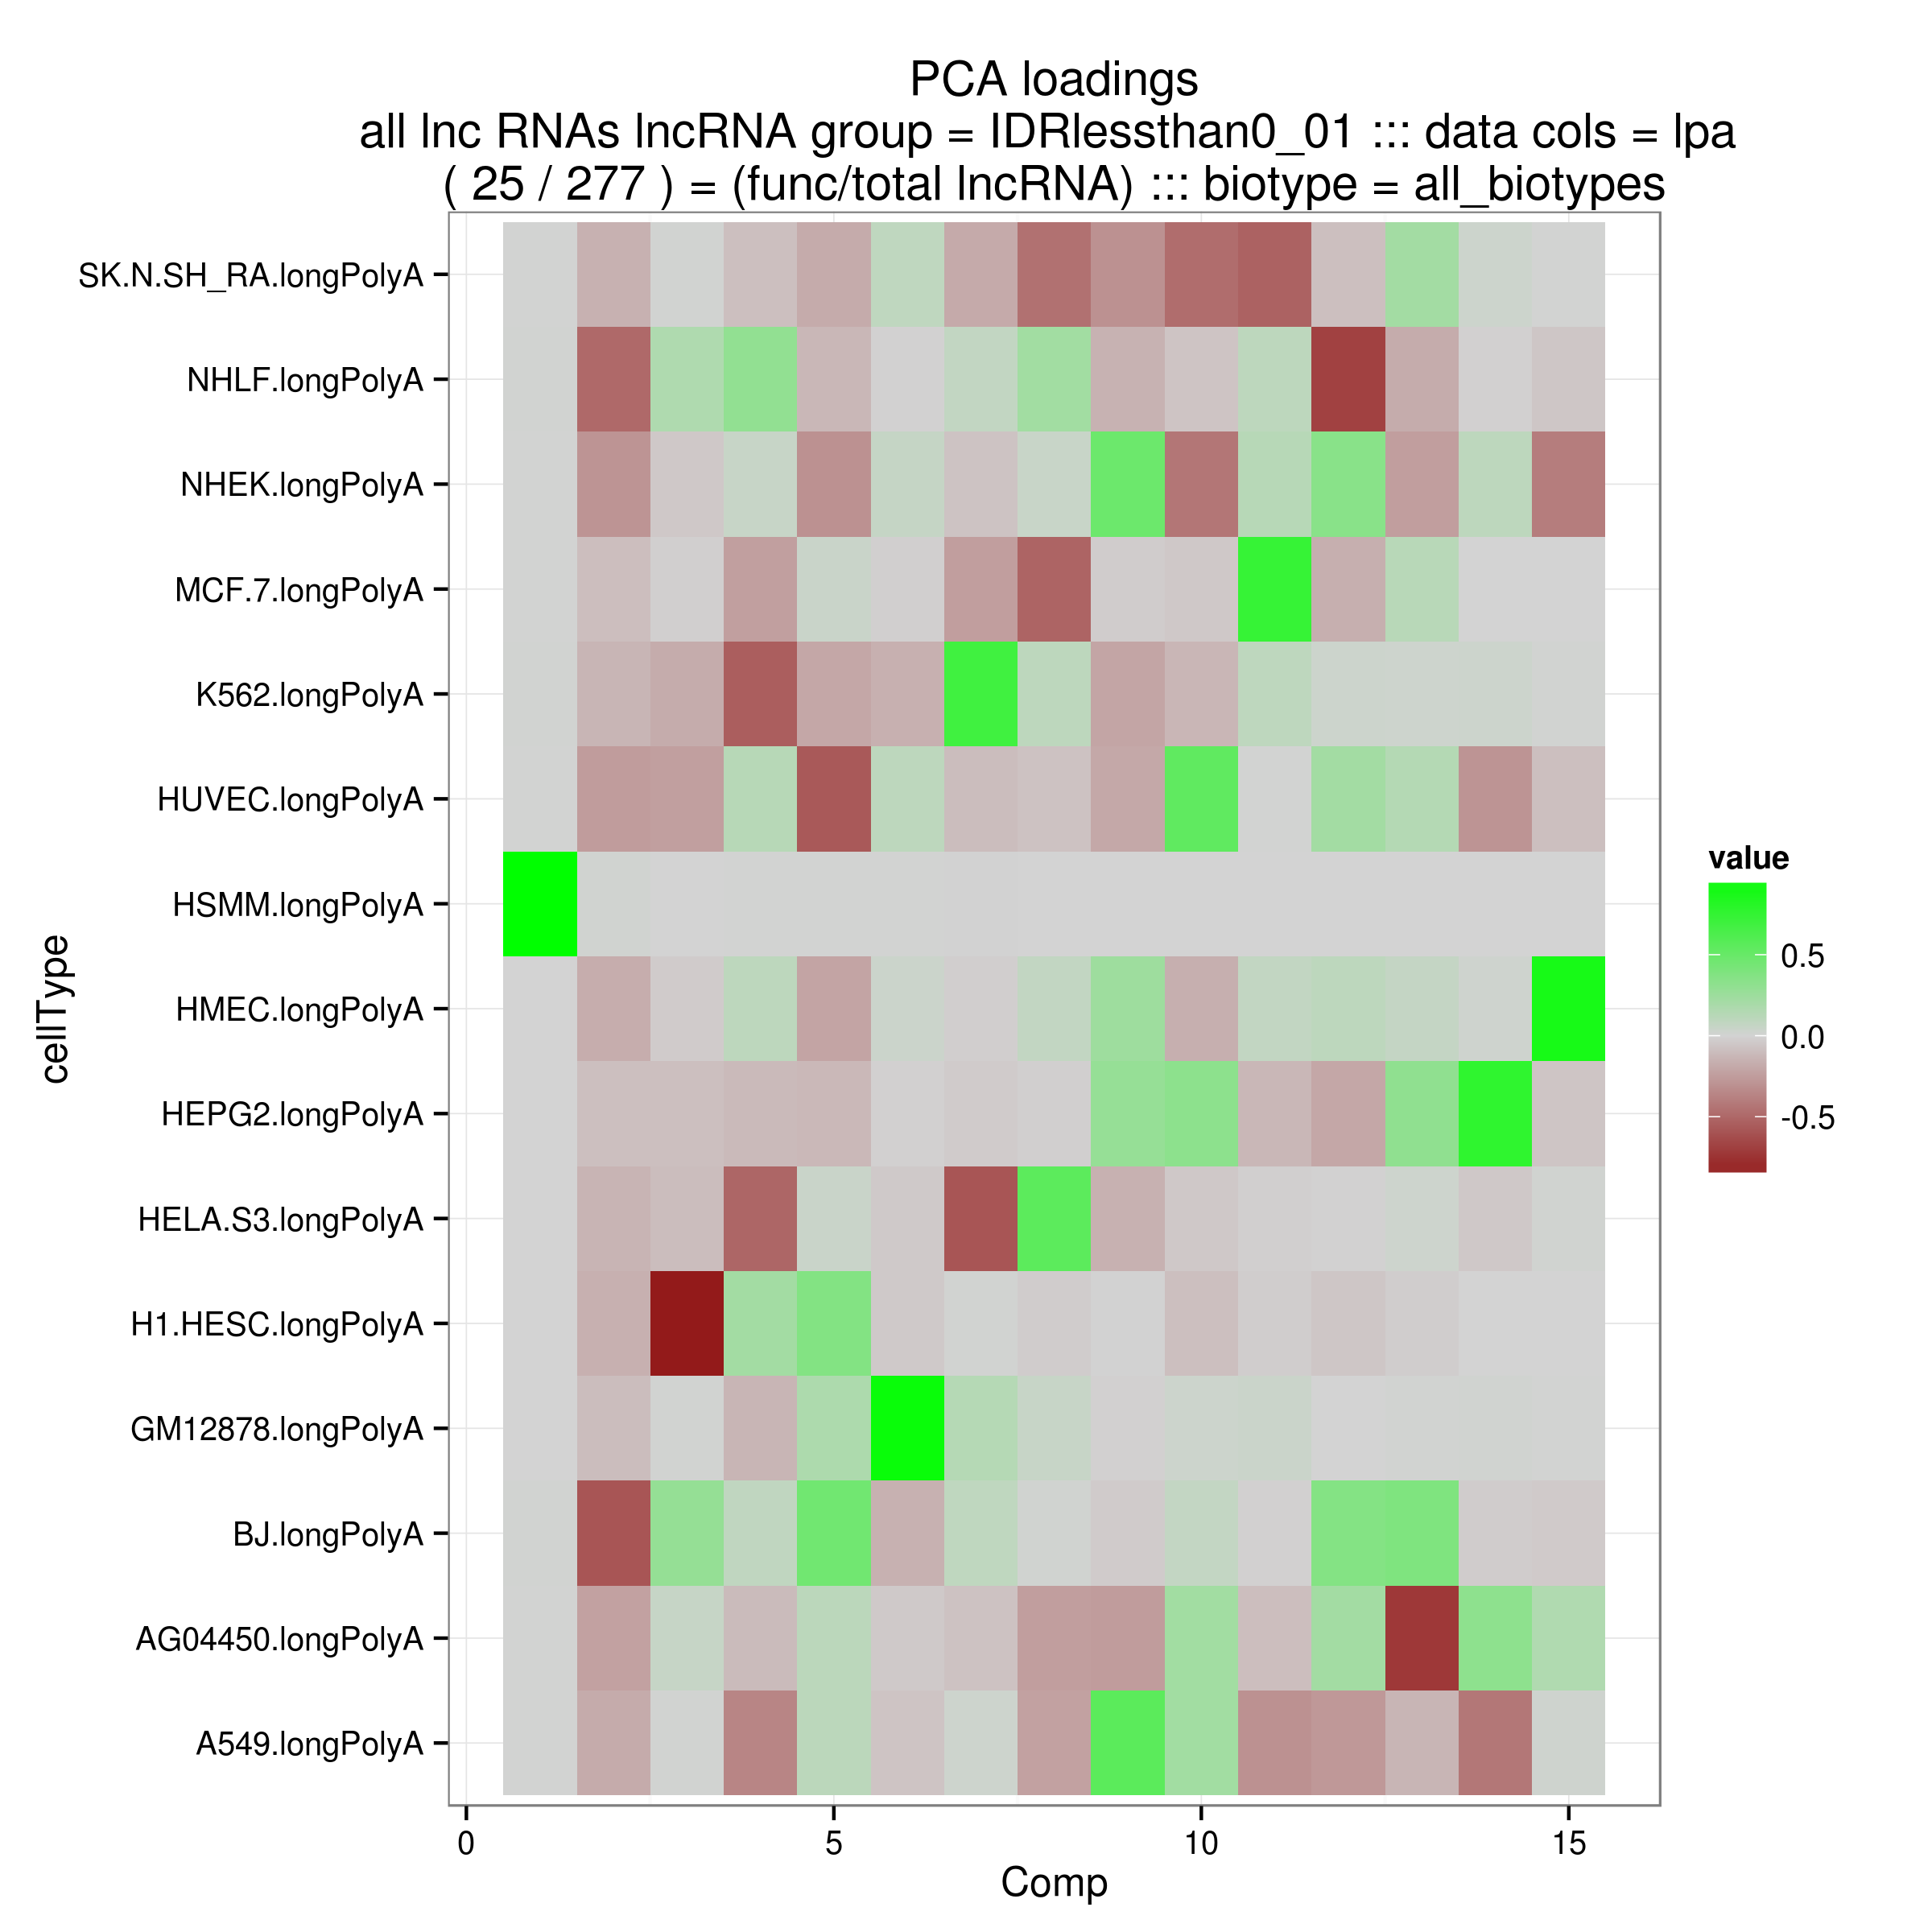 PCA loadings
all lnc RNAs lncRNA group = IDRlessthan0_01 ::: data cols = lpa
( 25 / 277 ) = (func/total lncRNA) ::: biotype = all_biotypes
SK.N.SH_RA.longPolyA
NHLF.longPolyA
NHEK.longPolyA
MCF.7.longPolyA
K562.longPolyA
HUVEC.longPolyA
HSMM.longPolyA
HMEC.longPolyA
HEPG2.longPolyA
HELA.S3.longPolyA
H1.HESC.longPolyA
GM12878.longPolyA
BJ.longPolyA
AG04450.longPolyA
A549.longPolyA
cellType
0 5 10 15
Comp
value
0.5
0.0
-0.5